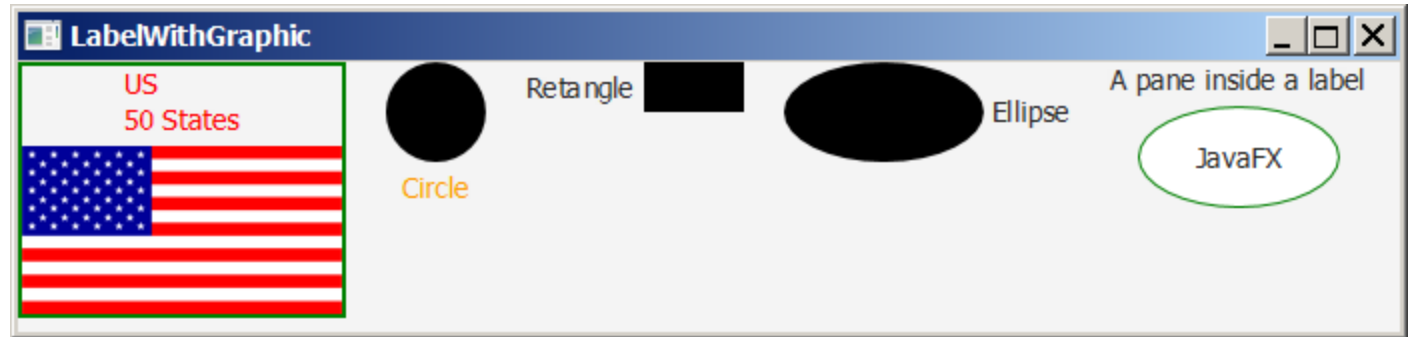 LabelWithGraphic
US
50 States
Circle
Retangle
Ellipse
A pane inside a label
JavaFX